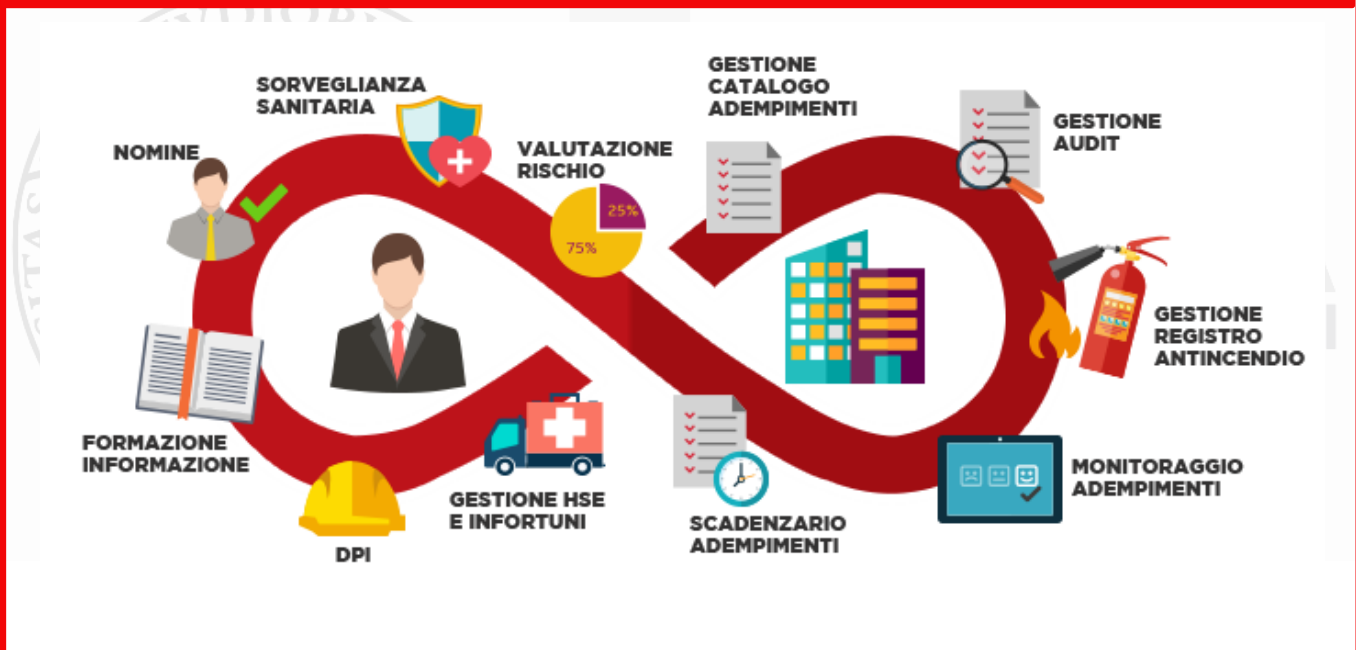 SORVEGLIANZA
SANITARIA
NOMINE
VALUTAZIONE
RISCHIO
25%
75%
FORMAZIONE
INFORMAZIONE
DPI
GESTIONE HSE
E INFORTUNI
GESTIONE
CATALOGO
ADEMPIMENTI
GESTIONE
AUDIT
GESTIONE
REGISTRO
ANTINCENDIO
MONITORAGGIO
ADEMPIMENTI
SCADENZARIO
ADEMPIMENTI